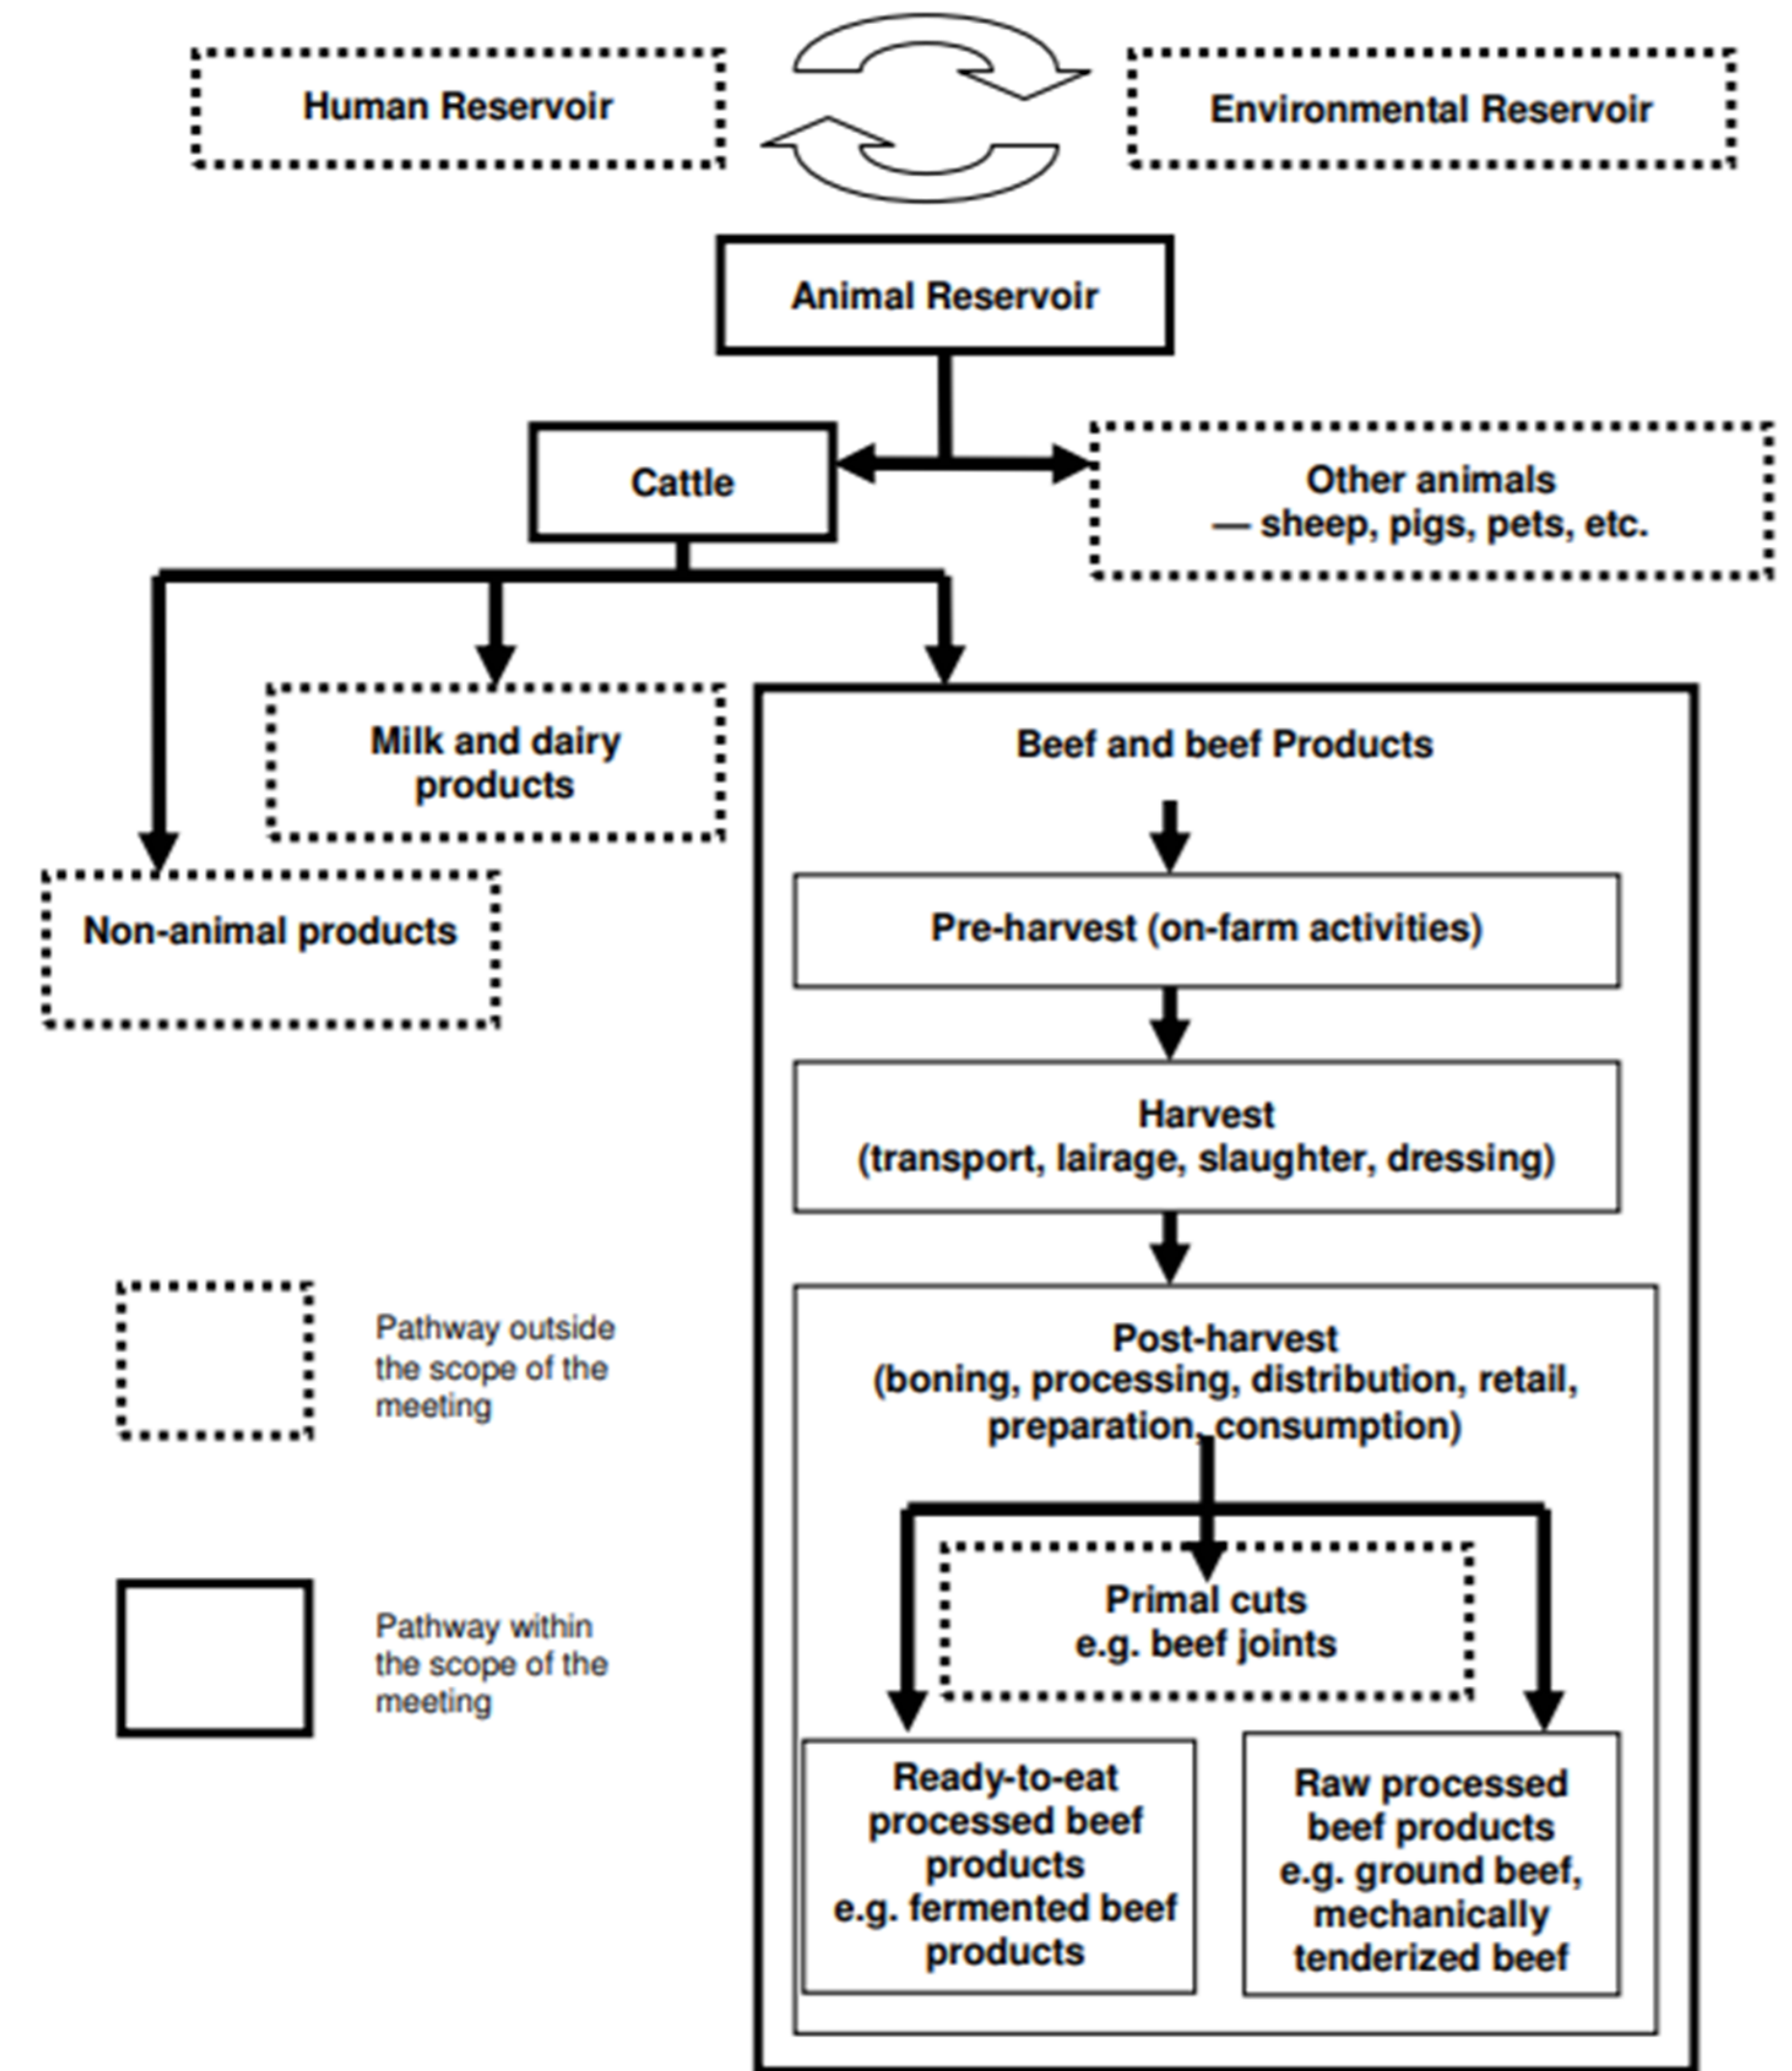 Human Reservoir
Environmental Reservoir
Animal Reservoir
Cattle
Other animals
— sheep, pigs, pets, etc.
Milk and dairy
products
Beef and beef Products
Non-animal products
Pre-harvest (on-farm activities)
Harvest
(transport, lairage, slaughter, dressing)
Pathway outside
the scope of the
meeting
Post-harvest
(boning, processing, distribution, retail,
preparation, consumption)
Primal cuts
e.g. beef joints
Pathway within
the scope of the
meeting
Ready-to-eat
processed beef
products
e.g. fermented beef
products
Raw processed
beef products
e.g. ground beef,
mechanically
tenderized beef